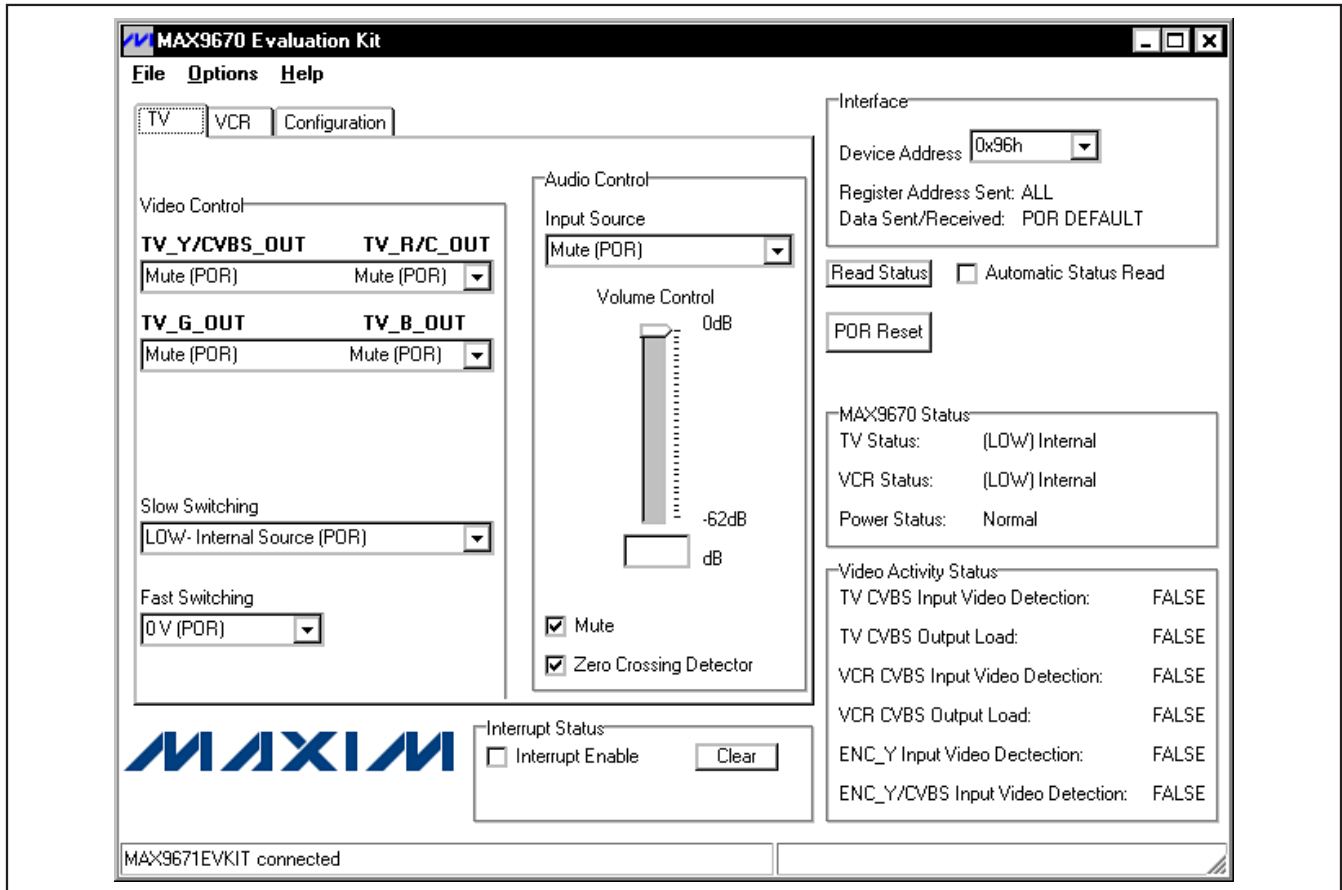 MAX9670 Evaluation Kit
File Options Help
TV VCR Configuration
Video Control
TV_Y/CVBS_OUT TV_R/C_OUT
Mute (POR) Mute (POR)
TV_G_OUT TV_B_OUT
Mute (POR) Mute (POR)
Slow Switching
LOW- Internal Source (POR)
Fast Switching
0 V (POR)
Audio Control
Input Source
Mute (POR)
Volume Control
0dB
-62dB
dB
Mute
Zero Crossing Detector
Interface
Device Address 0x96h
Register Address Sent: ALL
Data Sent/Received: POR DEFAULT
Read Status Automatic Status Read
POR Reset
MAX9670 Status
TV Status: (LOW) Internal
VCR Status: (LOW) Internal
Power Status: Normal
Video Activity Status
TV CVBS Input Video Detection: FALSE
TV CVBS Output Load: FALSE
VCR CVBS Input Video Detection: FALSE
VCR CVBS Output Load: FALSE
ENC_Y Input Video Dectection: FALSE
ENC_Y/CVBS Input Video Detection: FALSE
MAXIM
Interrupt Status
Interrupt Enable Clear
MAX9671EVKIT connected